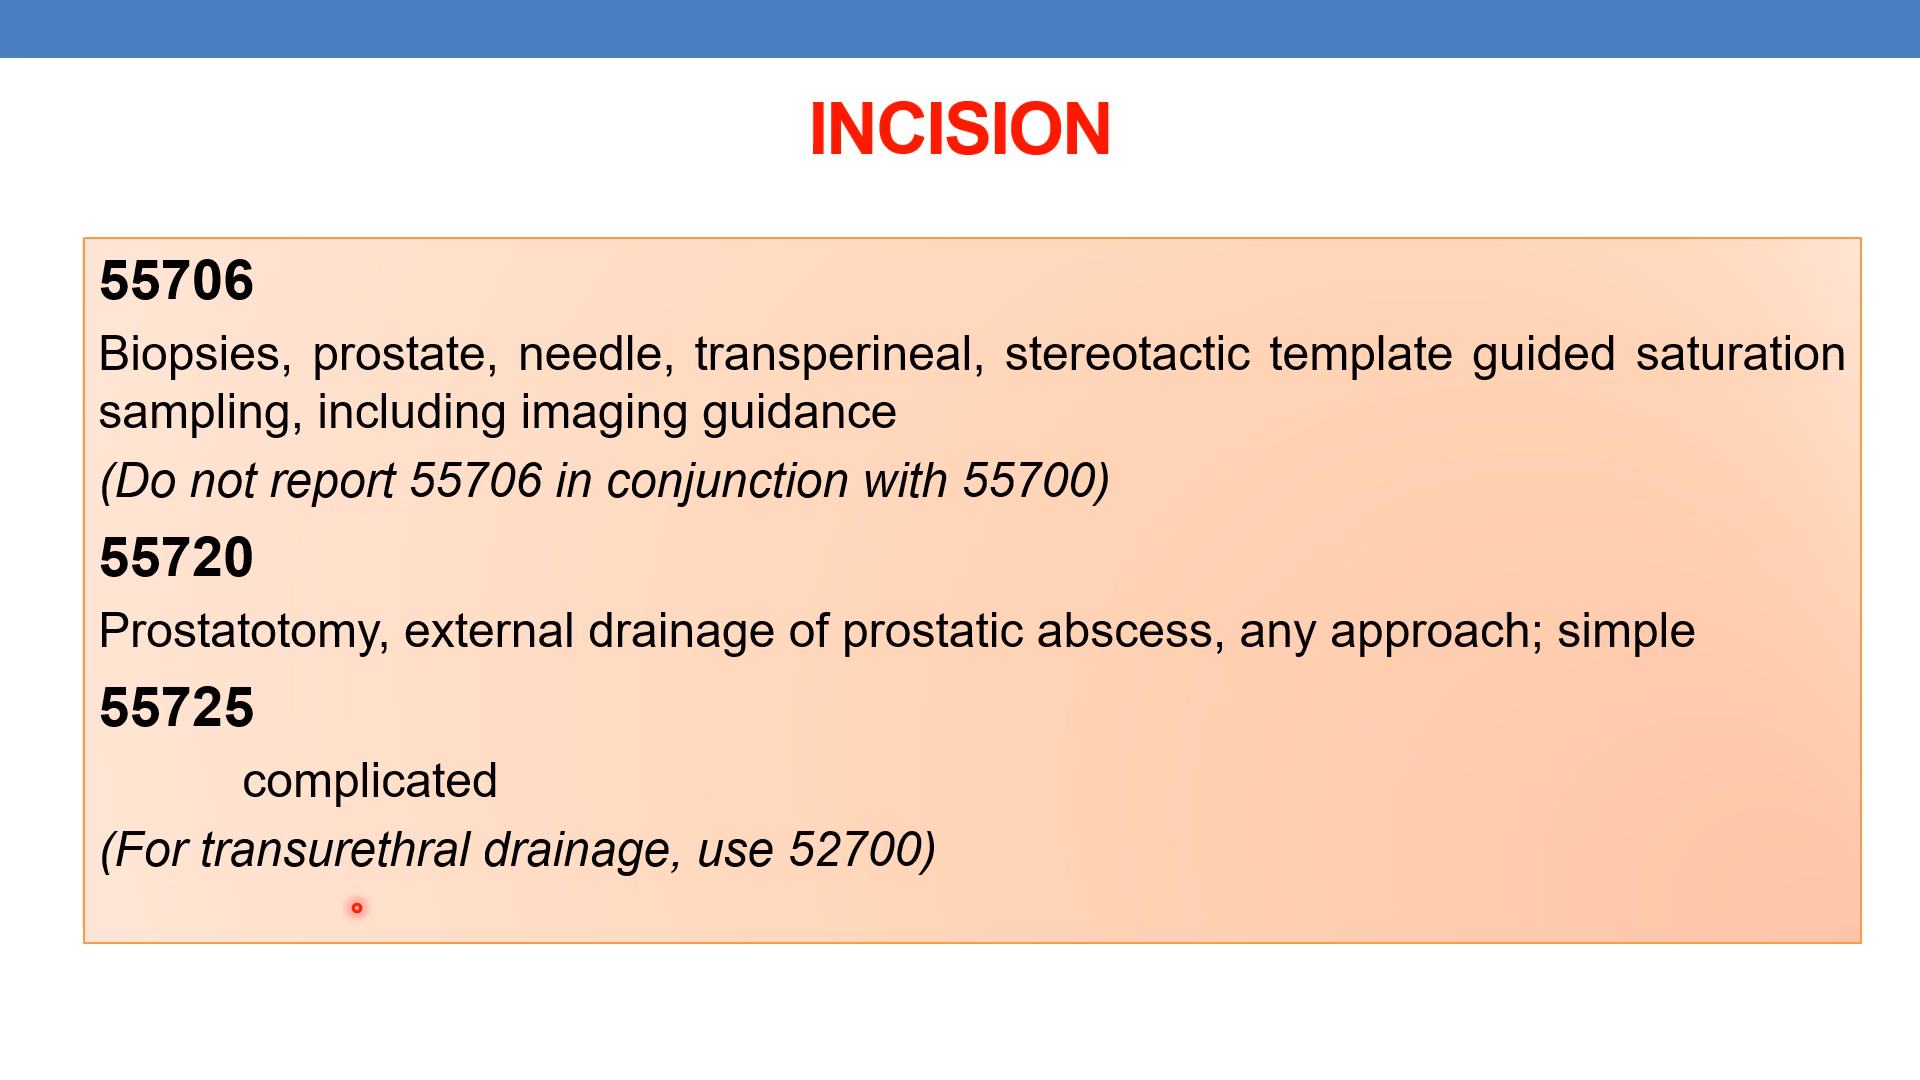 INCISION
55706
Biopsies, prostate, needle, transperineal, stereotactic template guided saturation
sampling, including imaging guidance
(Do not report 55706 in conjunction with 55700)
55720
Prostatotomy, external drainage of prostatic abscess, any approach; simple
55725
complicated
(For transurethral drainage, use 52700)